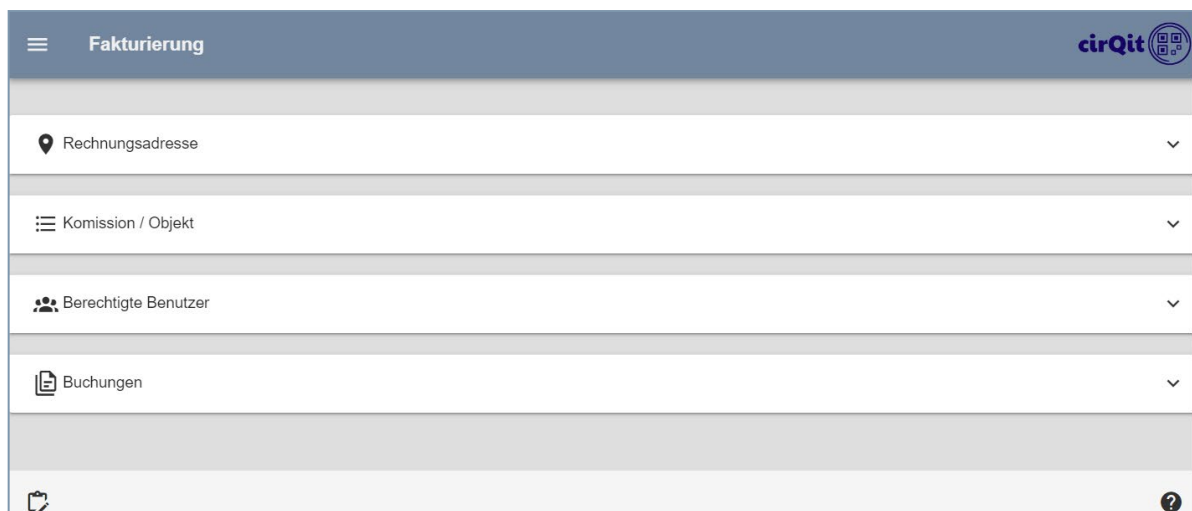 Fakturierung
cirQit
Rechnungsadresse
Komission / Objekt
Berechtigte Benutzer
Buchungen